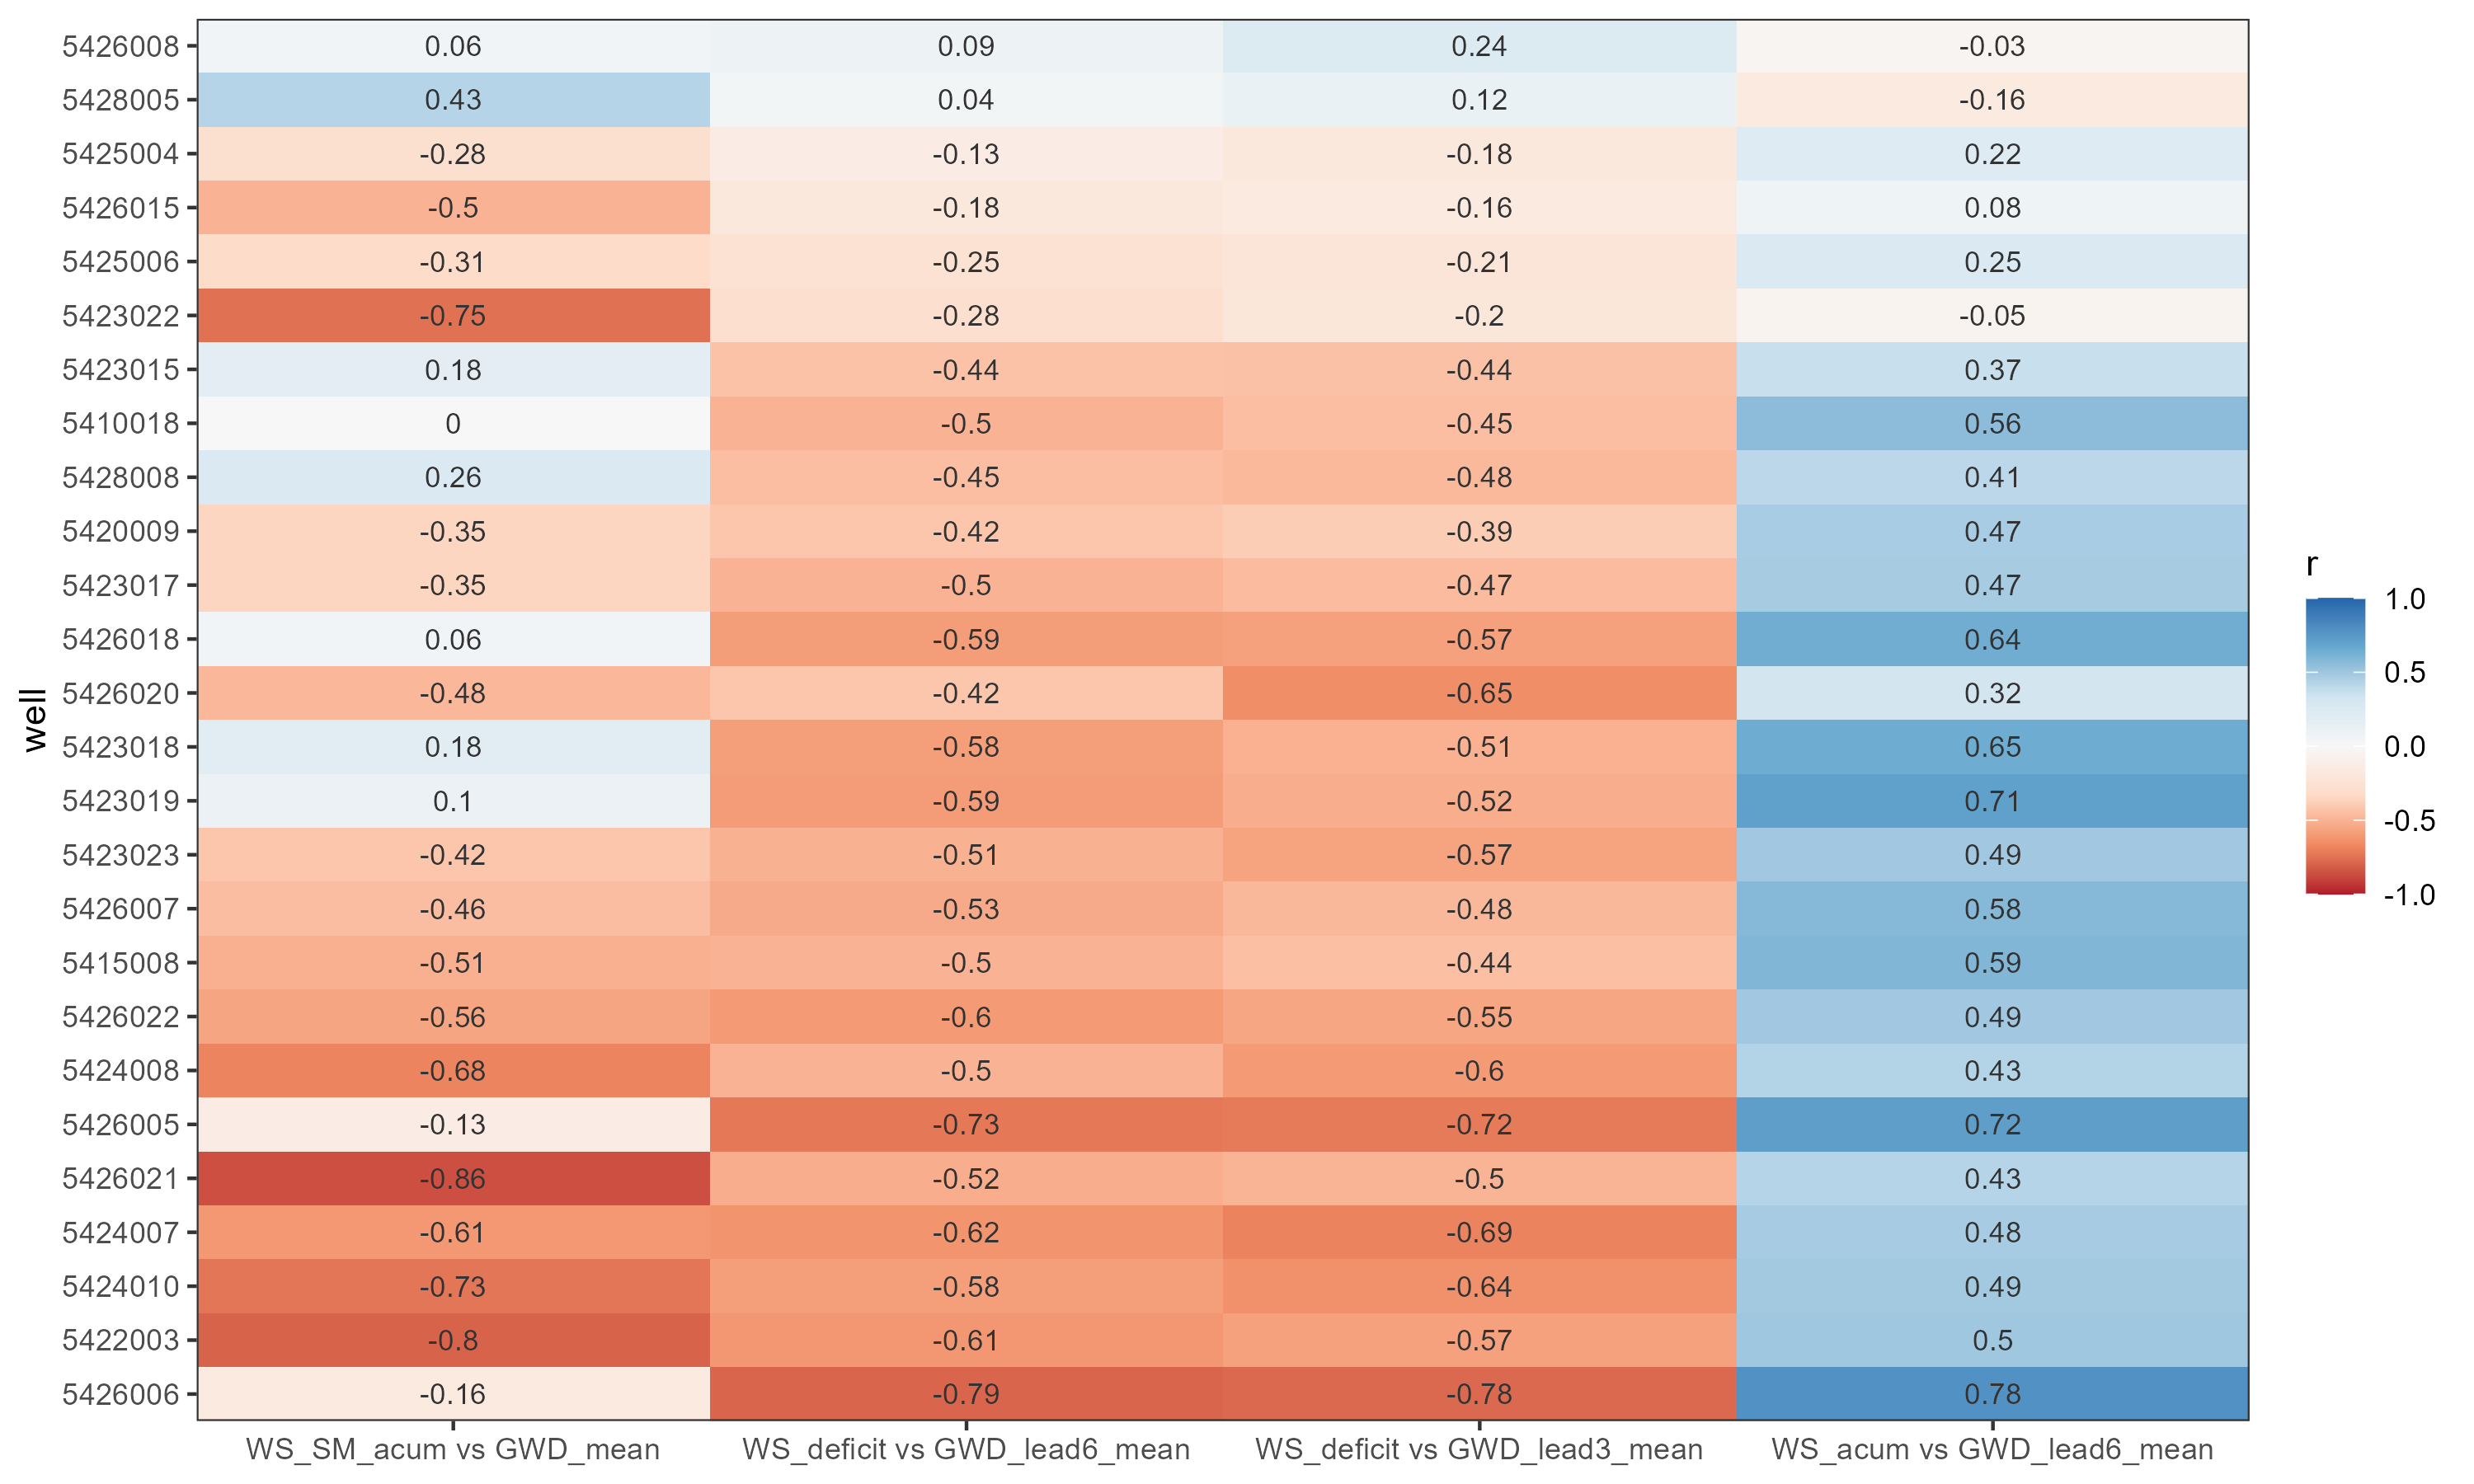 5426008 0.06 0.09 0.24 -0.03
5428005 0.43 0.04 0.12 -0.16
5425004 -0.28 -0.13 -0.18 0.22
5426015 -0.5 -0.18 -0.16 0.08
5425006 -0.31 -0.25 -0.21 0.25
5423022 -0.75 -0.28 -0.2 -0.05
5423015 0.18 -0.44 -0.44 0.37
5410018 0 -0.5 -0.45 0.56
5428008 0.26 -0.45 -0.48 0.41
5420009 -0.35 -0.42 -0.39 0.47
5423017 -0.35 -0.5 -0.47 0.47
5426018 0.06 -0.59 -0.57 0.64
5426020 -0.48 -0.42 -0.65 0.32
5423018 0.18 -0.58 -0.51 0.65
5423019 0.1 -0.59 -0.52 0.71
5423023 -0.42 -0.51 -0.57 0.49
5426007 -0.46 -0.53 -0.48 0.58
5415008 -0.51 -0.5 -0.44 0.59
5426022 -0.56 -0.6 -0.55 0.49
5424008 -0.68 -0.5 -0.6 0.43
5426005 -0.13 -0.73 -0.72 0.72
5426021 -0.86 -0.52 -0.5 0.43
5424007 -0.61 -0.62 -0.69 0.48
5424010 -0.73 -0.58 -0.64 0.49
5422003 -0.8 -0.61 -0.57 0.5
5426006 -0.16 -0.79 -0.78 0.78
WS_SM_acum vs GWD_mean WS_deficit vs GWD_lead6_mean WS_deficit vs GWD_lead3_mean WS_acum vs GWD_lead6_mean
well
r
1.0
0.5
0.0
-0.5
-1.0